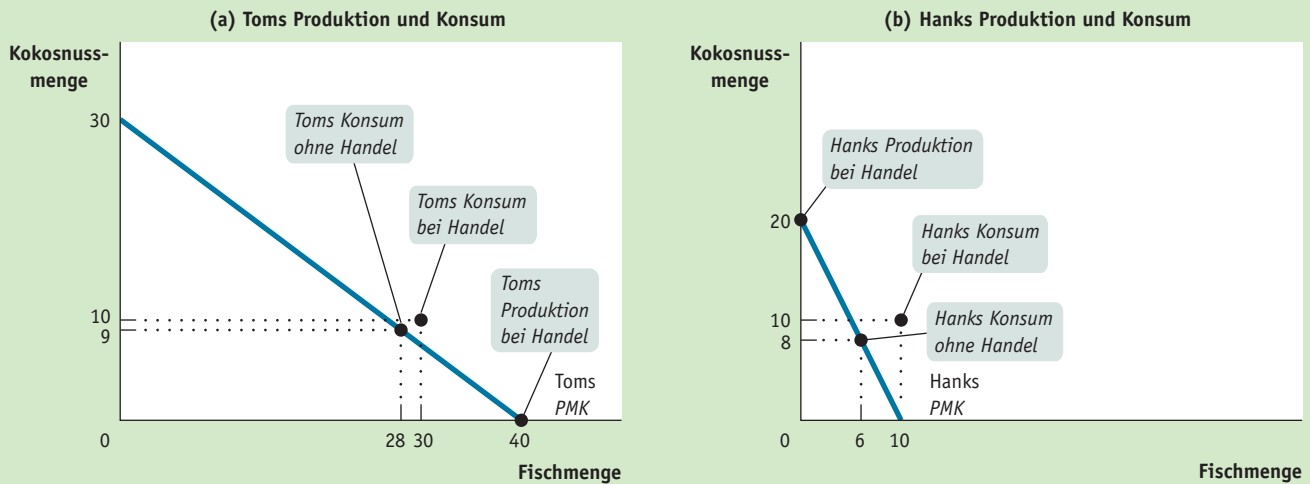 (a) Toms Produktion und Konsum
Kokosnuss-
menge
30
10
9
0
28
30
40
Toms Konsum
ohne Handel
Toms Konsum
bei Handel
Toms
Produktion
bei Handel
Toms
PMK
Fischmenge
(b) Hanks Produktion und Konsum
Kokosnuss-
menge
20
10
8
0
6
10
Hanks Produktion
bei Handel
Hanks Konsum
bei Handel
Hanks Konsum
ohne Handel
Hanks
PMK
Fischmenge